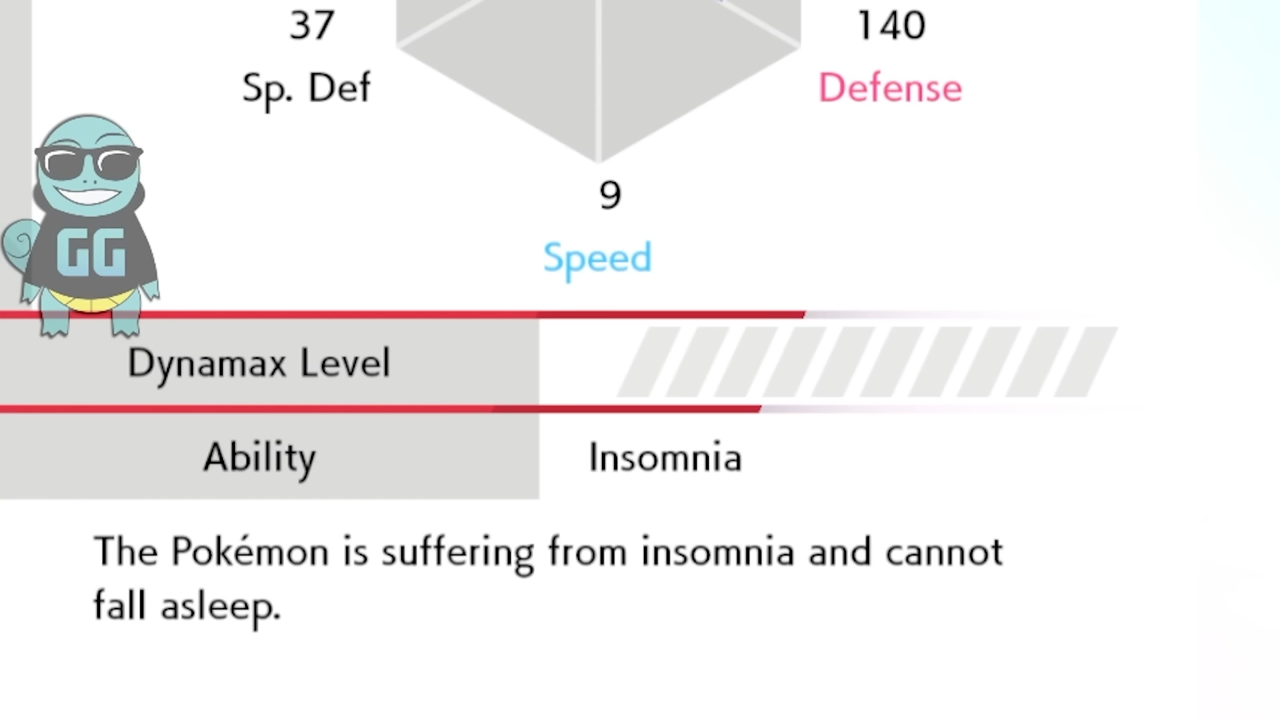 37
140
Sp. Def
Defense
GG
9
Speed
Dynamax Level
Ability
Insomnia
The Pokémon is suffering from insomnia and cannot
fall asleep.